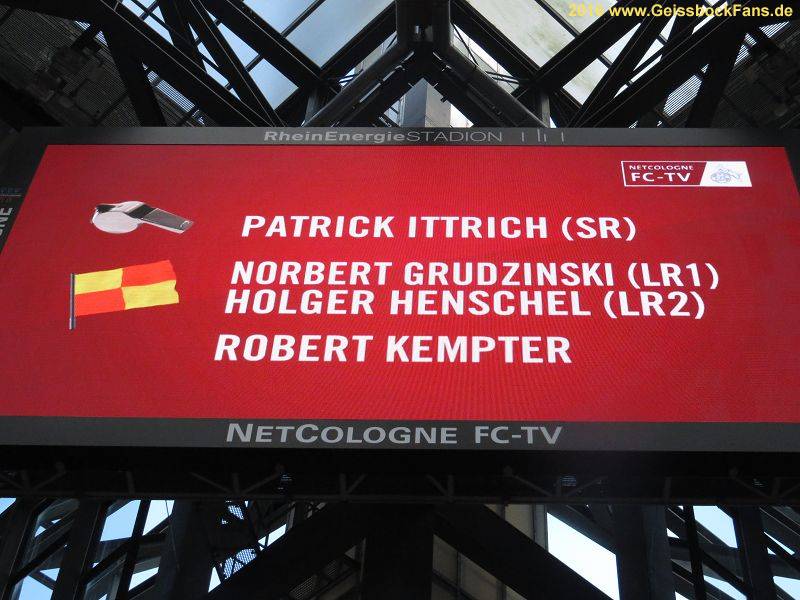 2016 www.GeissbockFans.de
RheinEnergieSTADION
NETCOLOGNE
FC-TV
PATRICK ITTRICH (SR)
NORBERT GRUDZINSKI (LR1)
HOLGER HENSCHEL (LR2)
ROBERT KEMPTER
NETCOLOGNE FC-TV